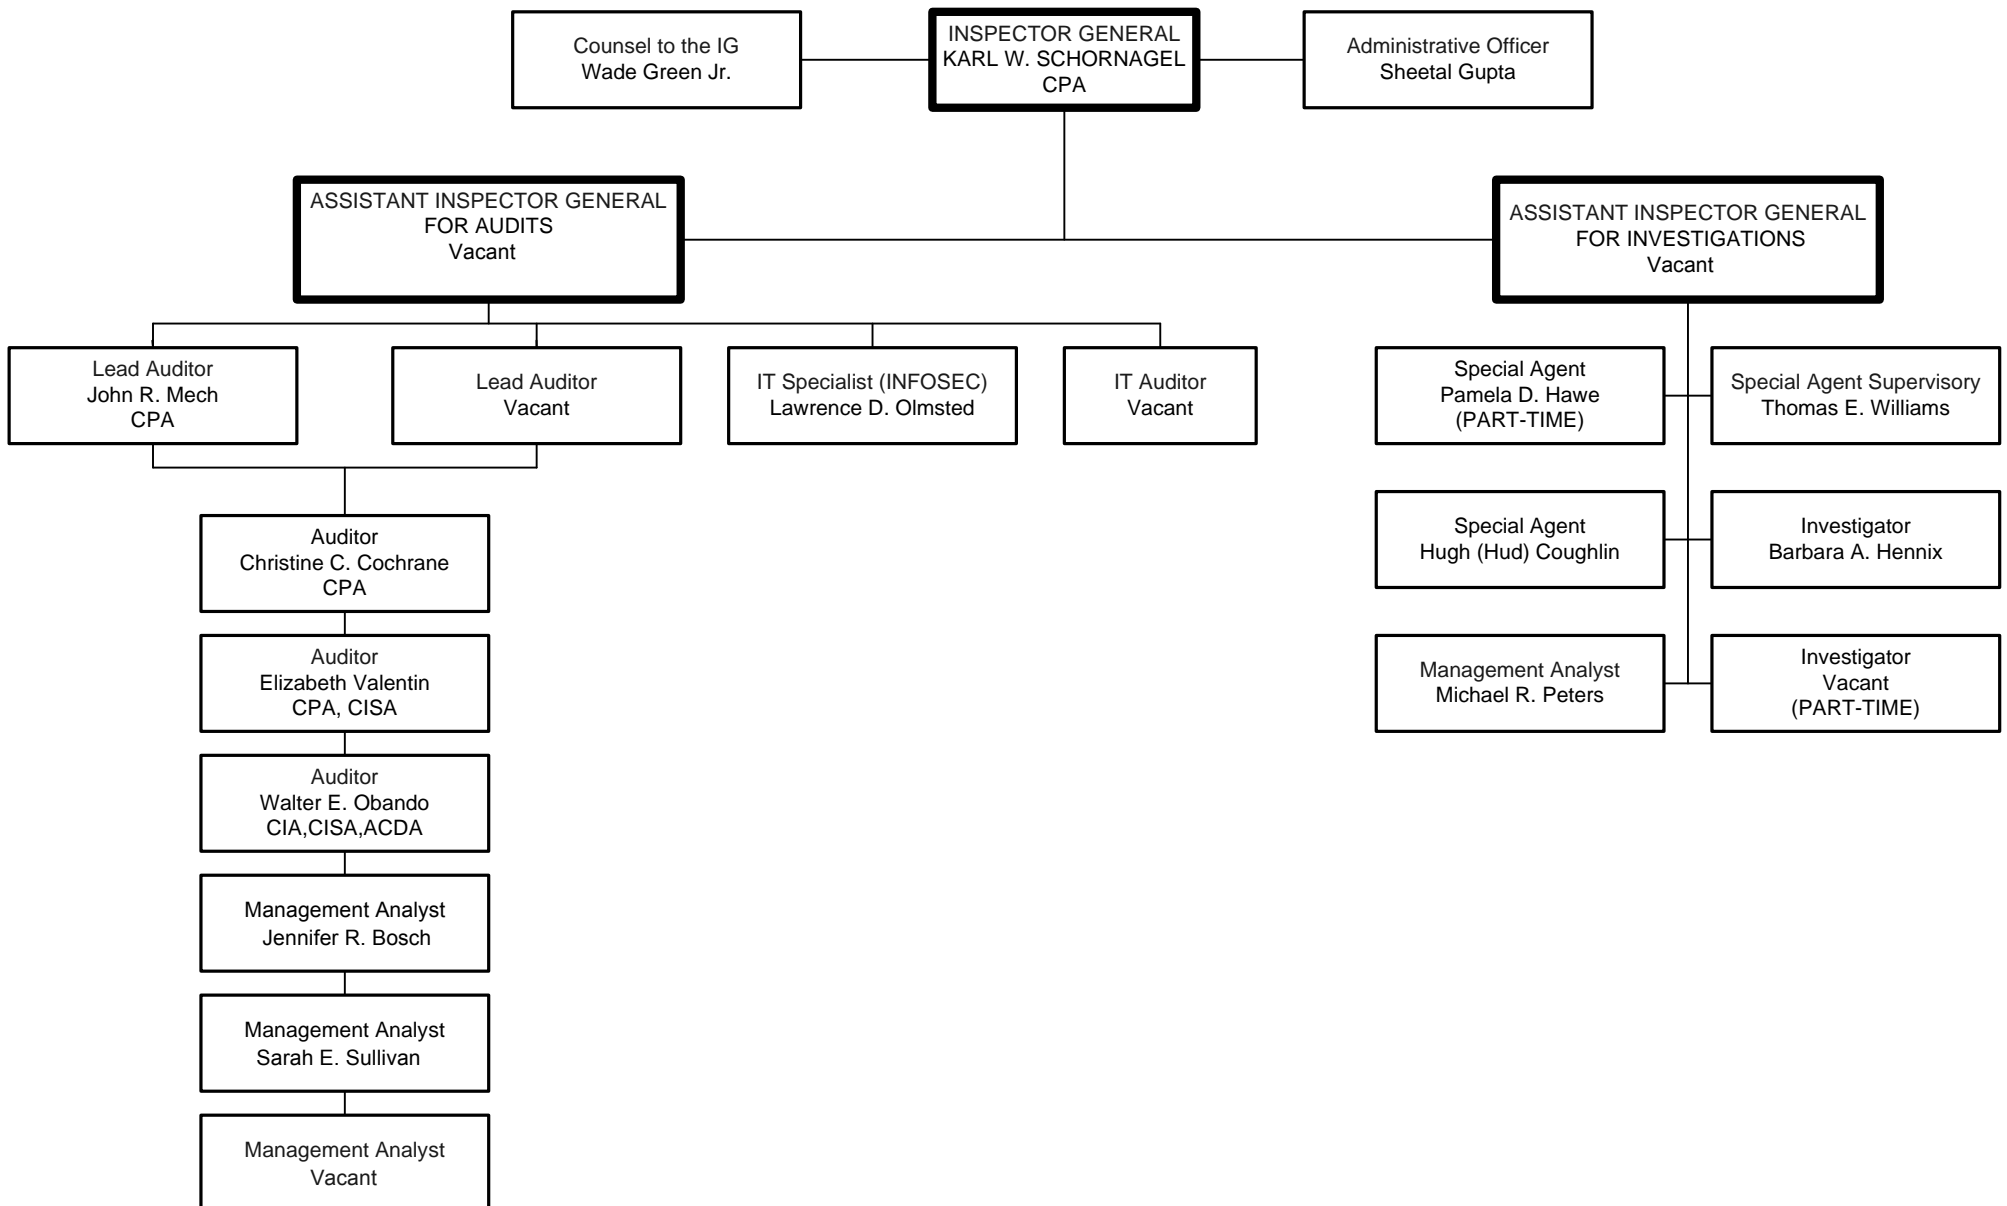 Counsel to the IG
Wade Green Jr.
INSPECTOR GENERAL
KARL W. SCHORNAGEL
CPA
Administrative Officer
Sheetal Gupta
ASSISTANT INSPECTOR GENERAL
FOR AUDITS
Vacant
ASSISTANT INSPECTOR GENERAL
FOR INVESTIGATIONS
Vacant
Lead Auditor
John R. Mech
CPA
Lead Auditor
Vacant
IT Specialist (INFOSEC)
Lawrence D. Olmsted
IT Auditor
Vacant
Special Agent
Pamela D. Hawe
(PART-TIME)
Special Agent Supervisory
Thomas E. Williams
Auditor
Christine C. Cochrane
CPA
Special Agent
Hugh (Hud) Coughlin
Investigator
Barbara A. Hennix
Auditor
Elizabeth Valentin
CPA, CISA
Management Analyst
Michael R. Peters
Investigator
Vacant
(PART-TIME)
Auditor
Walter E. Obando
CIA,CISA,ACDA
Management Analyst
Jennifer R. Bosch
Management Analyst
Sarah E. Sullivan
Management Analyst
Vacant